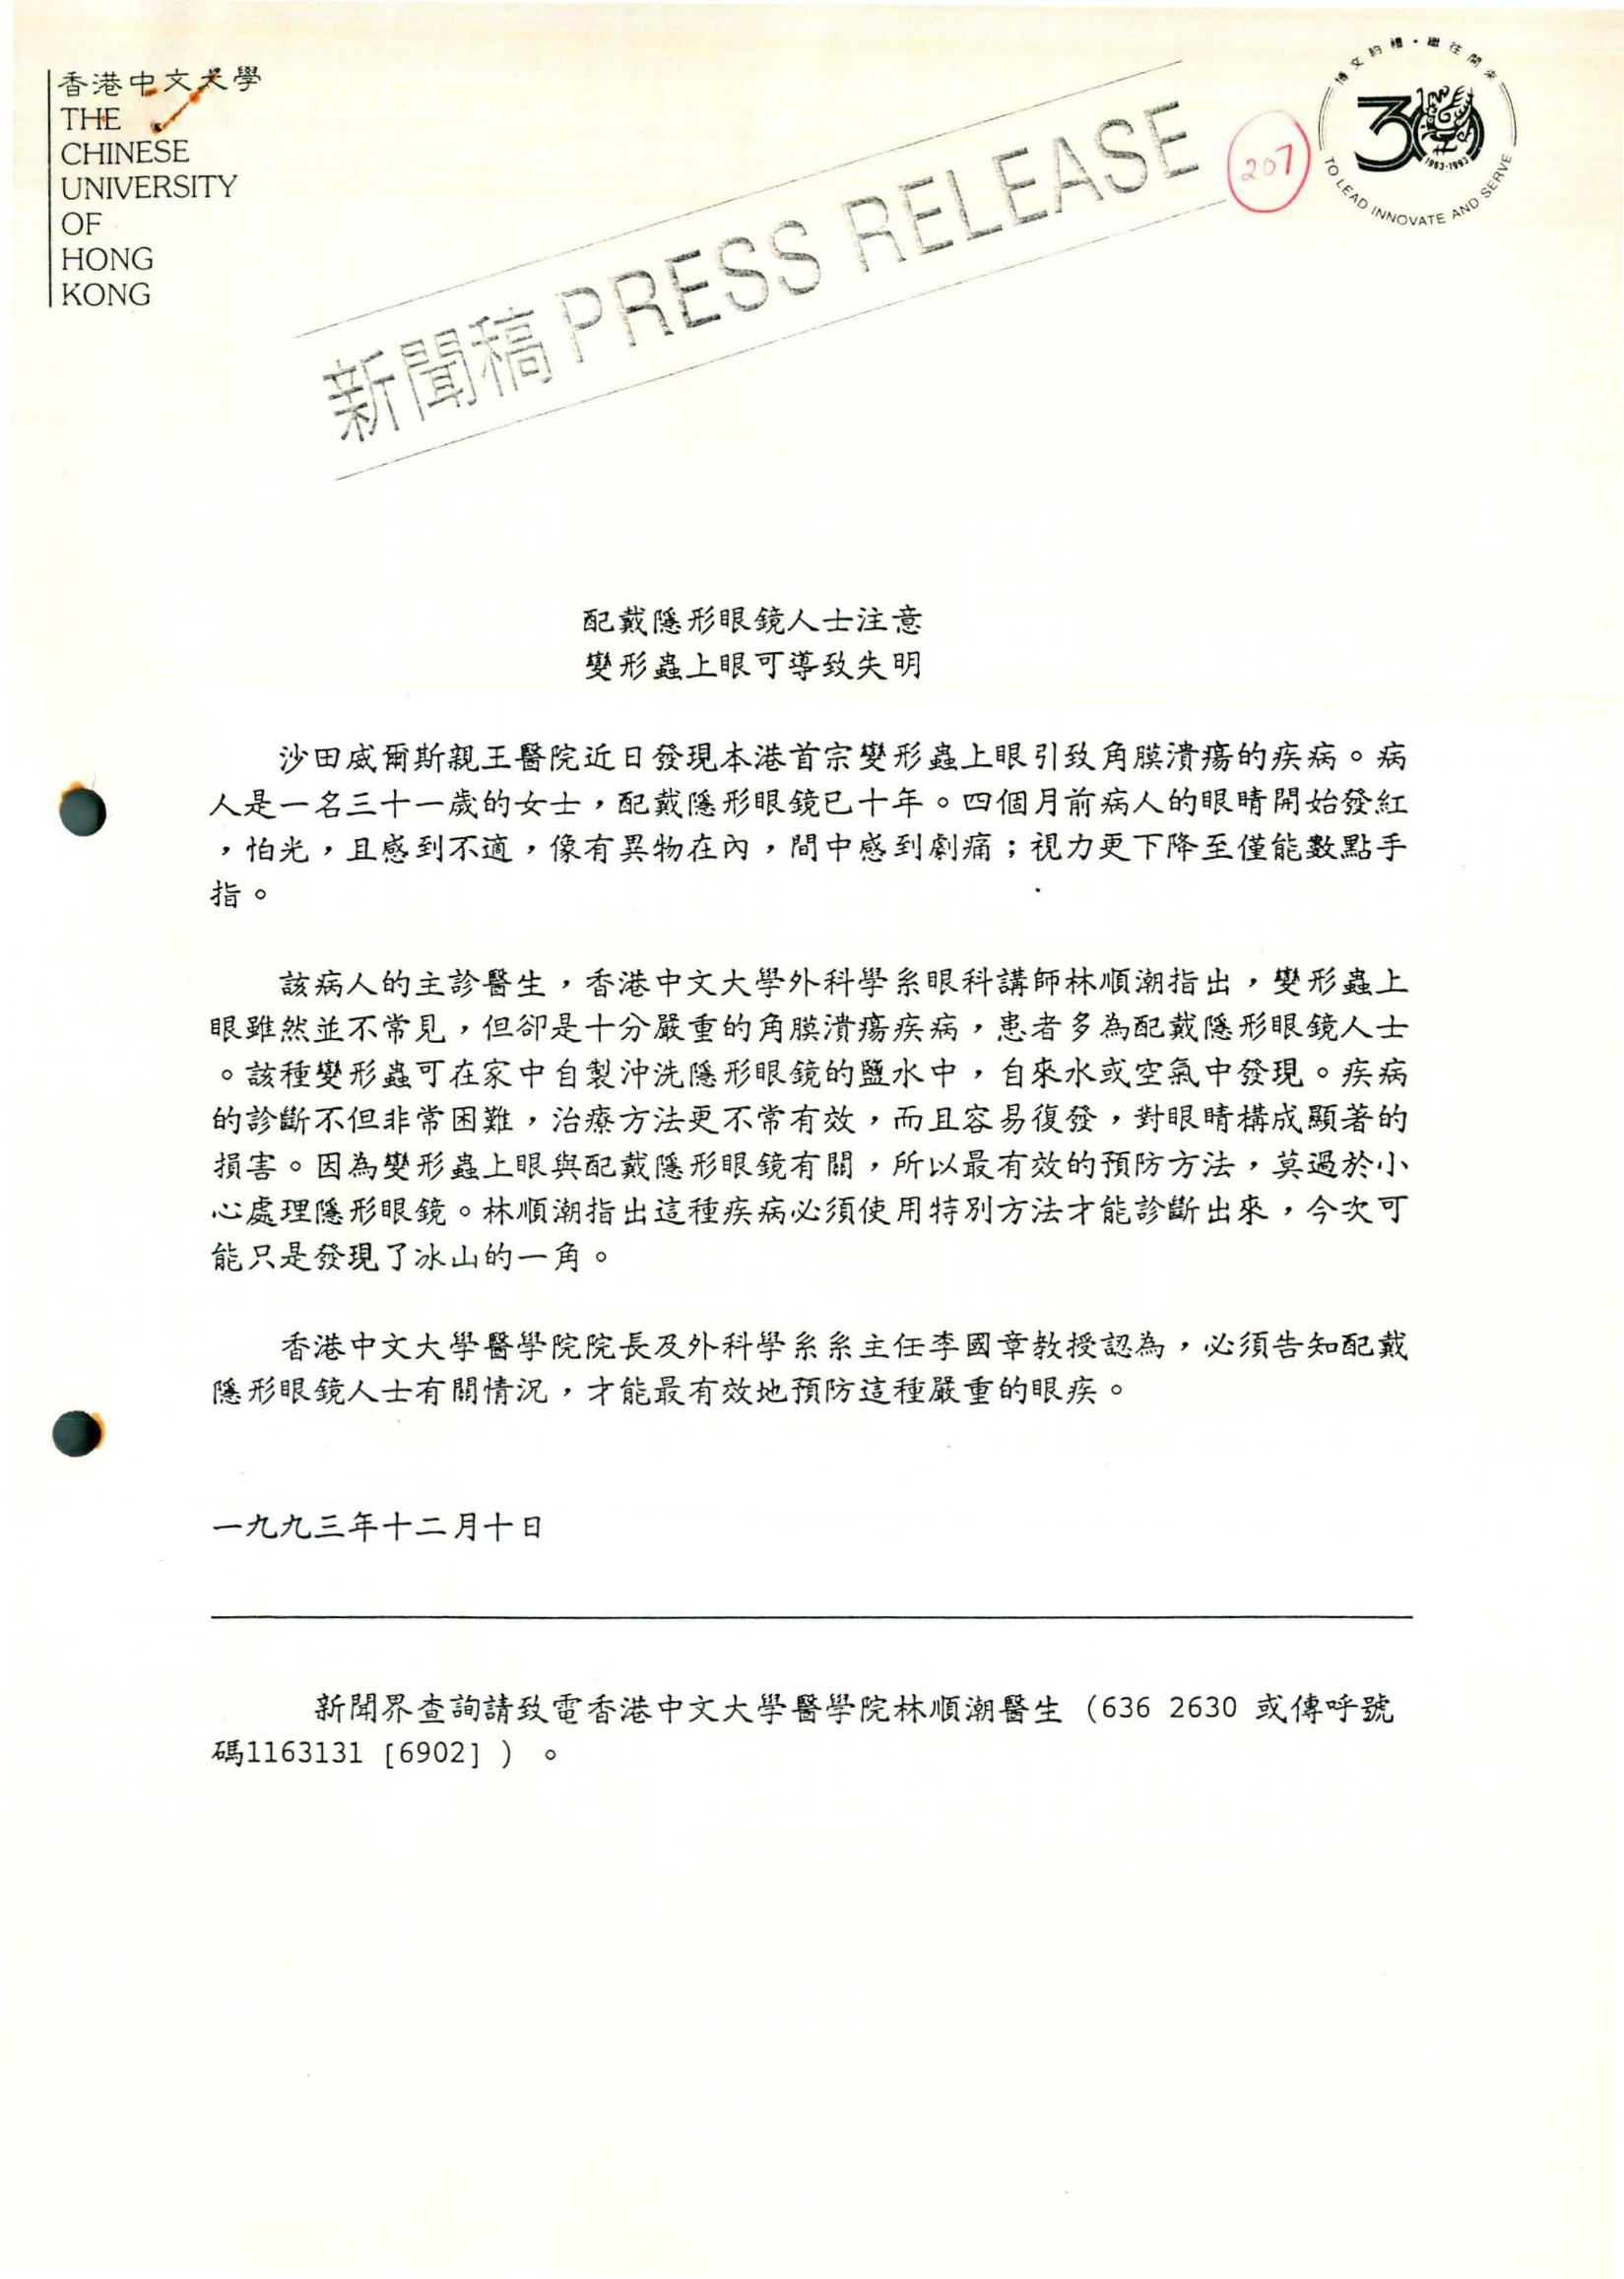 香港中文大學
THE
CHINESE
UNIVERSITY
OF
HONG
KONG
新聞稿 PRESS RELEASE
207
博文約禮·繼往開來
30
1963-1993
TO LEAD INNOVATE AND SERVE
配戴隱形眼鏡人士注意
變形蟲上眼可導致失明
沙田威爾斯親王醫院近日發現本港首宗變形蟲上眼引致角膜潰瘍的疾病。病
人是一名三十一歲的女士，配戴隱形眼鏡已十年。四個月前病人的眼睛開始發紅
，怕光，且感到不適，像有異物在內，間中感到劇痛；視力更下降至僅能數點手
指。
該病人的主診醫生，香港中文大學外科學系眼科講師林順潮指出，變形蟲上
眼雖然並不常見，但卻是十分嚴重的角膜潰瘍疾病，患者多為配戴隱形眼鏡人士
。該種變形蟲可在家中自製沖洗隱形眼鏡的鹽水中，自來水或空氣中發現。疾病
的診斷不但非常困難，治療方法更不常有效，而且容易復發，對眼睛構成顯著的
損害。因為變形蟲上眼與配戴隱形眼鏡有關，所以最有效的預防方法，莫過於小
心處理隱形眼鏡。林順潮指出這種疾病必須使用特別方法才能診斷出來，今次可
能只是發現了冰山的一角。
香港中文大學醫學院院長及外科學系系主任李國章教授認為，必須告知配戴
隱形眼鏡人士有關情況，才能最有效地預防這種嚴重的眼疾。
一九九三年十二月十日
新聞界查詢請致電香港中文大學醫學院林順潮醫生（636 2630 或傳呼號
碼1163131 [6902]）。